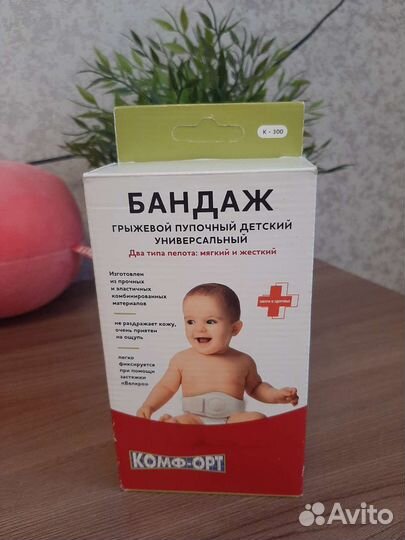 К - 300
БАНДАЖ
ГРЫЖЕВОЙ ПУПОЧНЫЙ ДЕТСКИЙ
УНИВЕРСАЛЬНЫЙ
Два типа пелота: мягкий и жесткий
Изготовлен
из прочных
и эластичных
комбинированных
материалов
не раздражает кожу,
очень приятен
на ощупь
легко
фиксируется
при помощи
застежки
«Велкро»
КОМФ-ОРТ
Avito